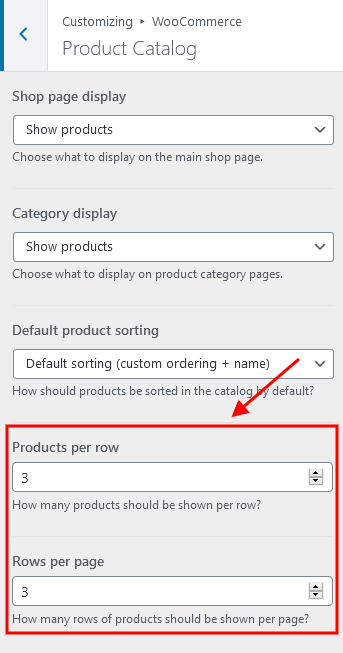 Customizing ▸ WooCommerce
Product Catalog
Shop page display
Show products
Choose what to display on the main shop page.
Category display
Show products
Choose what to display on product category pages.
Default product sorting
Default sorting (custom ordering + name)
How should products be sorted in the catalog by default?
Products per row
3
How many products should be shown per row?
Rows per page
3
How many rows of products should be shown per page?